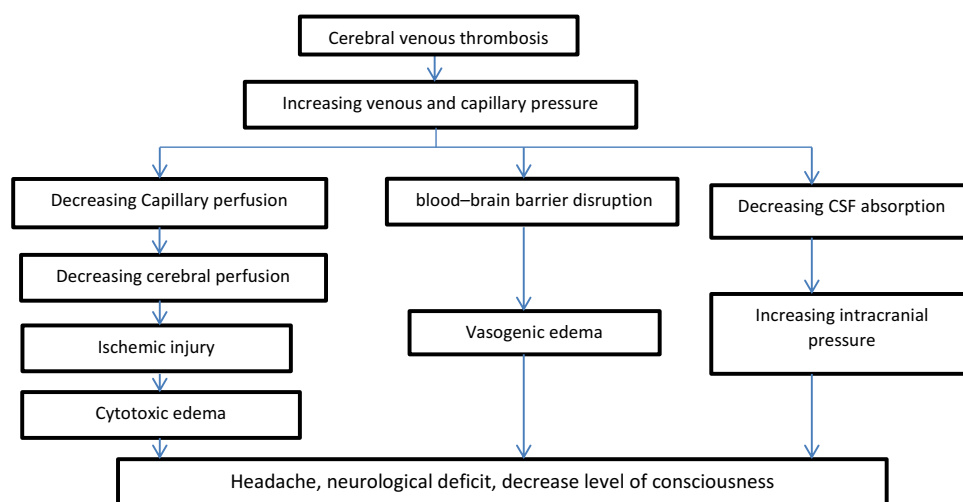 Cerebral venous thrombosis
Increasing venous and capillary pressure
Decreasing Capillary perfusion
blood–brain barrier disruption
Decreasing CSF absorption
Decreasing cerebral perfusion
Vasogenic edema
Increasing intracranial
pressure
Ischemic injury
Cytotoxic edema
Headache, neurological deficit, decrease level of consciousness